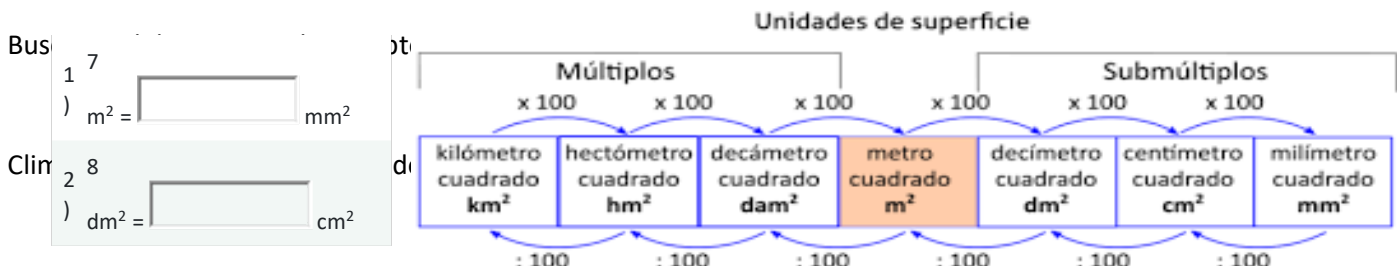 1) 7 m² = mm²
2) 8 dm² = cm²
Unidades de superficie
Múltiplos Submúltiplos
x 100 x 100 x 100 x 100 x 100 x 100
kilómetro cuadrado km²
hectómetro cuadrado hm²
decámetro cuadrado dam²
metro cuadrado m²
decímetro cuadrado dm²
centímetro cuadrado cm²
milímetro cuadrado mm²
: 100 : 100 : 100 : 100 : 100 : 100